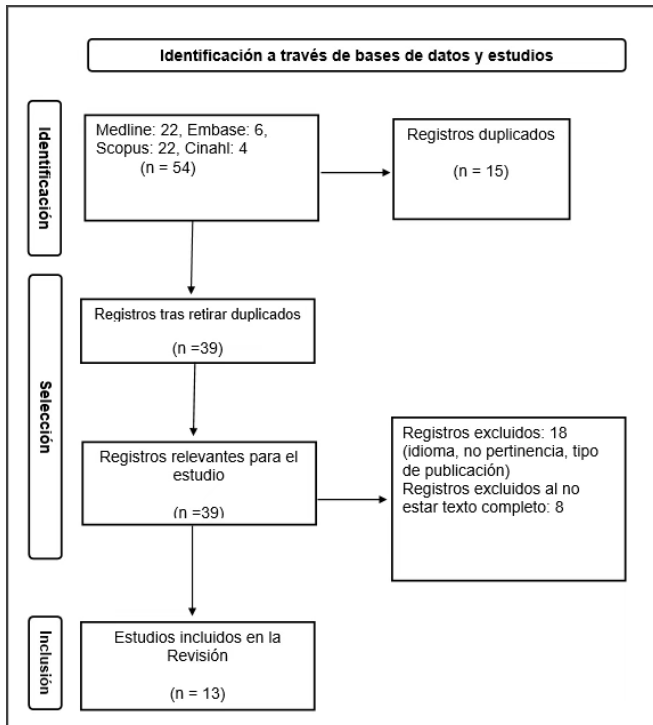 Identificación a través de bases de datos y estudios
Identificación
Medline: 22, Embase: 6,
Scopus: 22, Cinahl: 4
(n = 54)
Registros duplicados
(n = 15)
Selección
Registros tras retirar duplicados
(n =39)
Registros relevantes para el
estudio
(n =39)
Registros excluidos: 18
(idioma, no pertinencia, tipo
de publicación)
Registros excluidos al no
estar texto completo: 8
Inclusión
Estudios incluidos en la
Revisión
(n = 13)